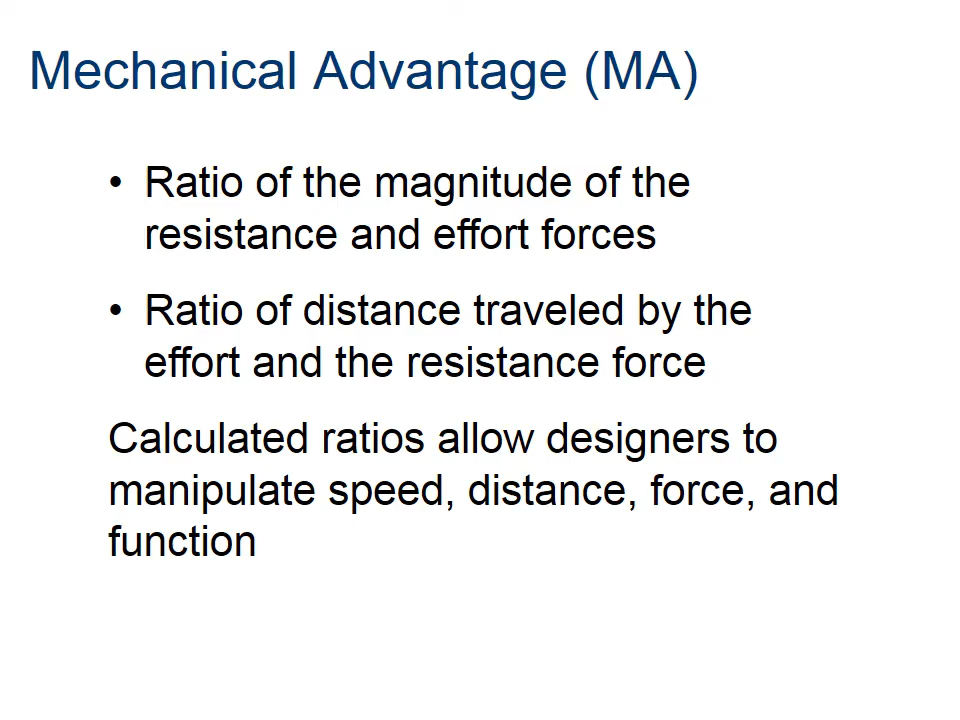 Mechanical Advantage (MA)
• Ratio of the magnitude of the
resistance and effort forces
• Ratio of distance traveled by the
effort and the resistance force
Calculated ratios allow designers to
manipulate speed, distance, force, and
function